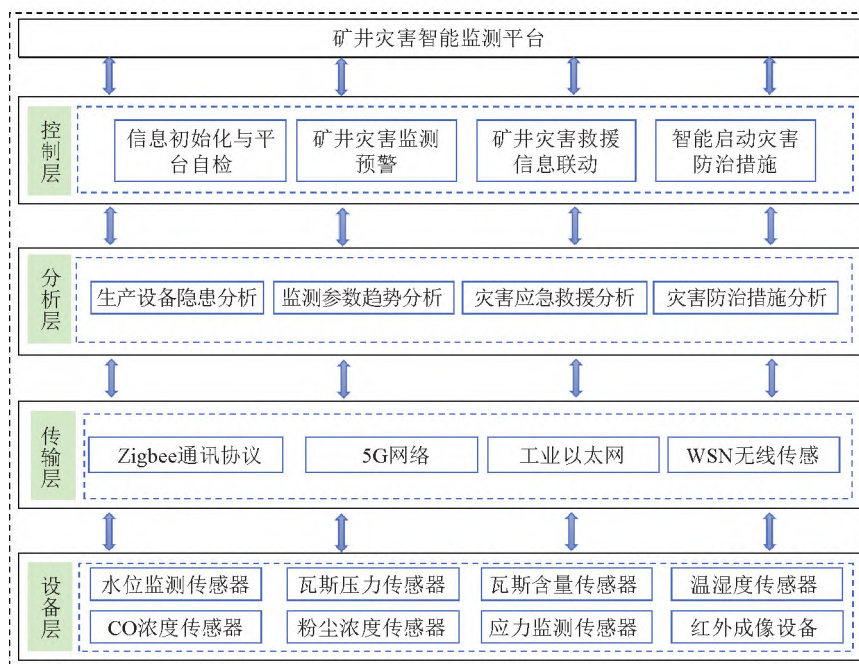 矿井灾害智能监测平台
控制层
信息初始化与平
台自检
矿井灾害监测
预警
矿井灾害救援
信息联动
智能启动灾害
防治措施
分析层
生产设备隐患分析
监测参数趋势分析
灾害应急救援分析
灾害防治措施分析
传输层
Zigbee通讯协议
5G网络
工业以太网
WSN无线传感
设备层
水位监测传感器
瓦斯压力传感器
瓦斯含量传感器
温湿度传感器
CO浓度传感器
粉尘浓度传感器
应力监测传感器
红外成像设备